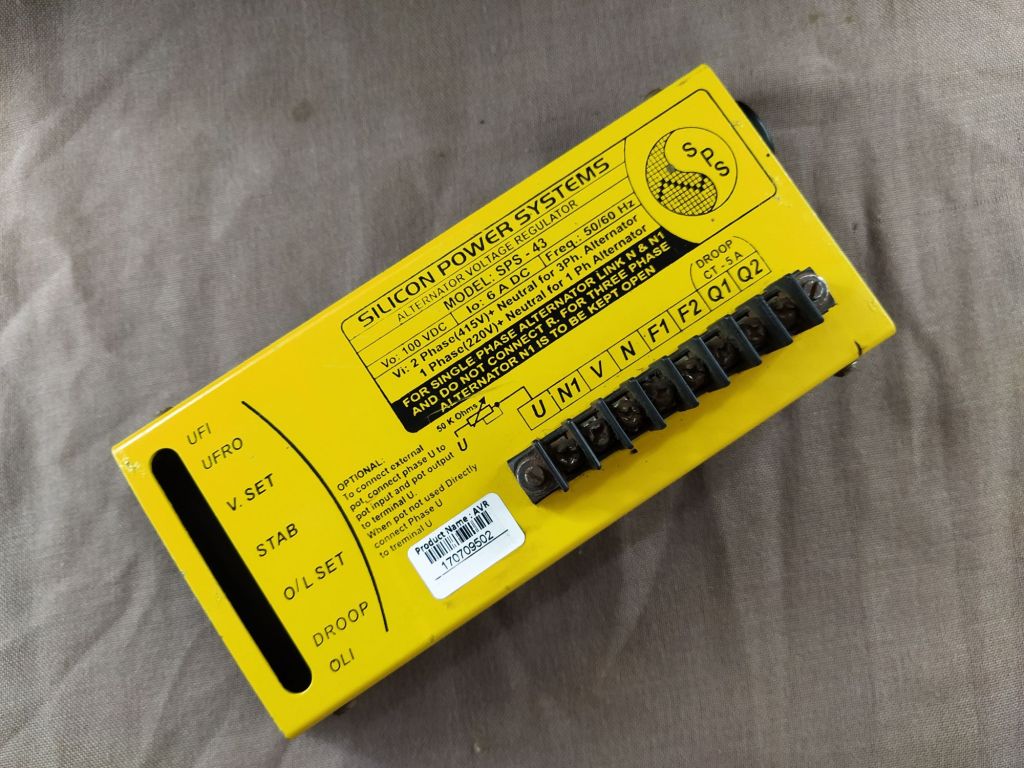 SPS
SILICON POWER SYSTEMS
ALTERNATOR VOLTAGE REGULATOR
MODEL: SPS - 43
Vo: 100 VDC Io: 6 A DC Freq.: 50/60 Hz
Vi: 2 Phase(415V)+ Neutral for 3Ph. Alternator
1 Phase(220V)+ Neutral for 1 Ph Alternator
FOR SINGLE PHASE ALTERNATOR LINK N & N1
AND DO NOT CONNECT R. FOR THREE PHASE
ALTERNATOR N1 IS TO BE KEPT OPEN
DROOP
CT -5 A
U N1 V N F1 F2 Q1 Q2
50 K Ohms
U
OPTIONAL:
To connect external
pot, connect phase U to
pot input and pot output
to terminal U.
When pot not used Directly
connect Phase U
to treminal U
Product Name : AVR
170709502
UFI
UFRO
V. SET
STAB
O/L SET
DROOP
OLI